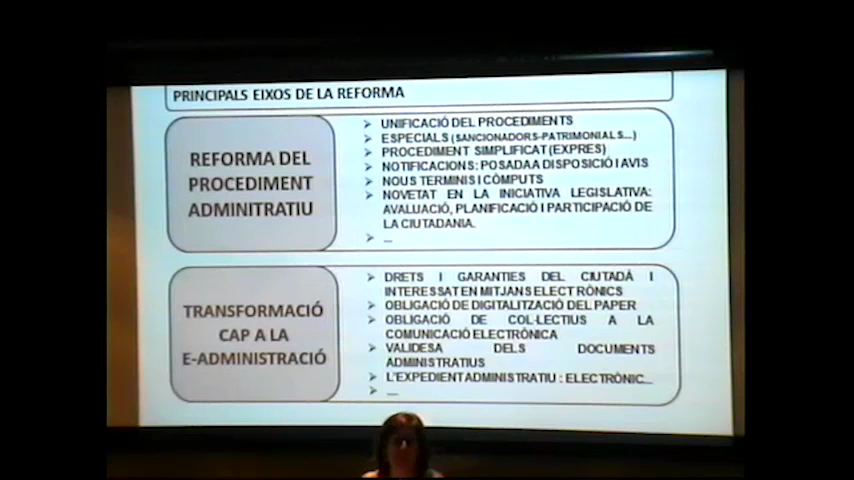 PRINCIPALS EIXOS DE LA REFORMA
REFORMA DEL
PROCEDIMENT
ADMINITRATIU
➢ UNIFICACIÓ DEL PROCEDIMENTS
➢ ESPECIALS (SANCIONADORS-PATRIMONIALS...)
➢ PROCEDIMENT SIMPLIFICAT (EXPRES)
➢ NOTIFICACIONS: POSADA A DISPOSICIÓ I AVIS
➢ NOUS TERMINIS I CÒMPUTS
➢ NOVETAT EN LA INICIATIVA LEGISLATIVA:
AVALUACIÓ, PLANIFICACIÓ I PARTICIPACIÓ DE
LA CIUTADANIA.
➢ ...
TRANSFORMACIÓ
CAP A LA
E-ADMINISTRACIÓ
➢ DRETS I GARANTIES DEL CIUTADÀ I
INTERESSAT EN MITJANS ELECTRÒNICS
➢ OBLIGACIÓ DE DIGITALITZACIÓ DEL PAPER
➢ OBLIGACIÓ DE COL·LECTIUS A LA
COMUNICACIÓ ELECTRÒNICA
➢ VALIDESA DELS DOCUMENTS
ADMINISTRATIUS
➢ L'EXPEDIENT ADMINISTRATIU : ELECTRÒNIC...
➢ ....